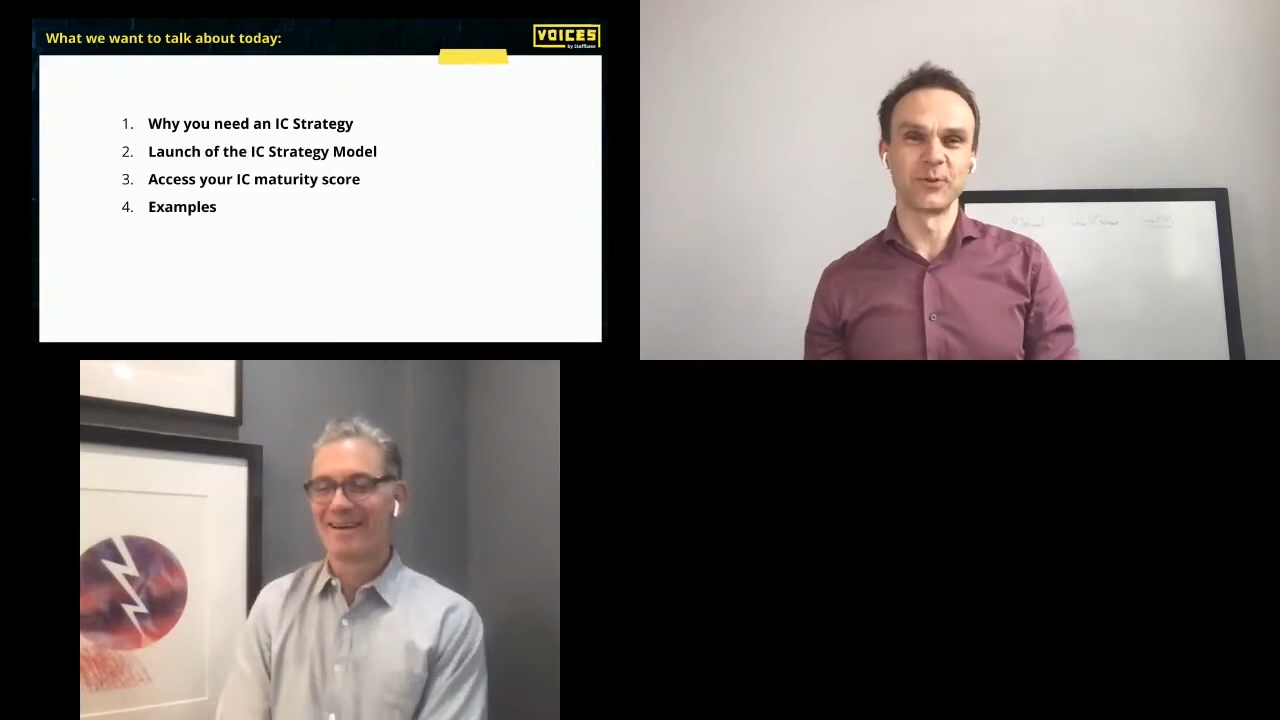 What we want to talk about today:
VOICES
by Staffbase
1. Why you need an IC Strategy
2. Launch of the IC Strategy Model
3. Access your IC maturity score
4. Examples